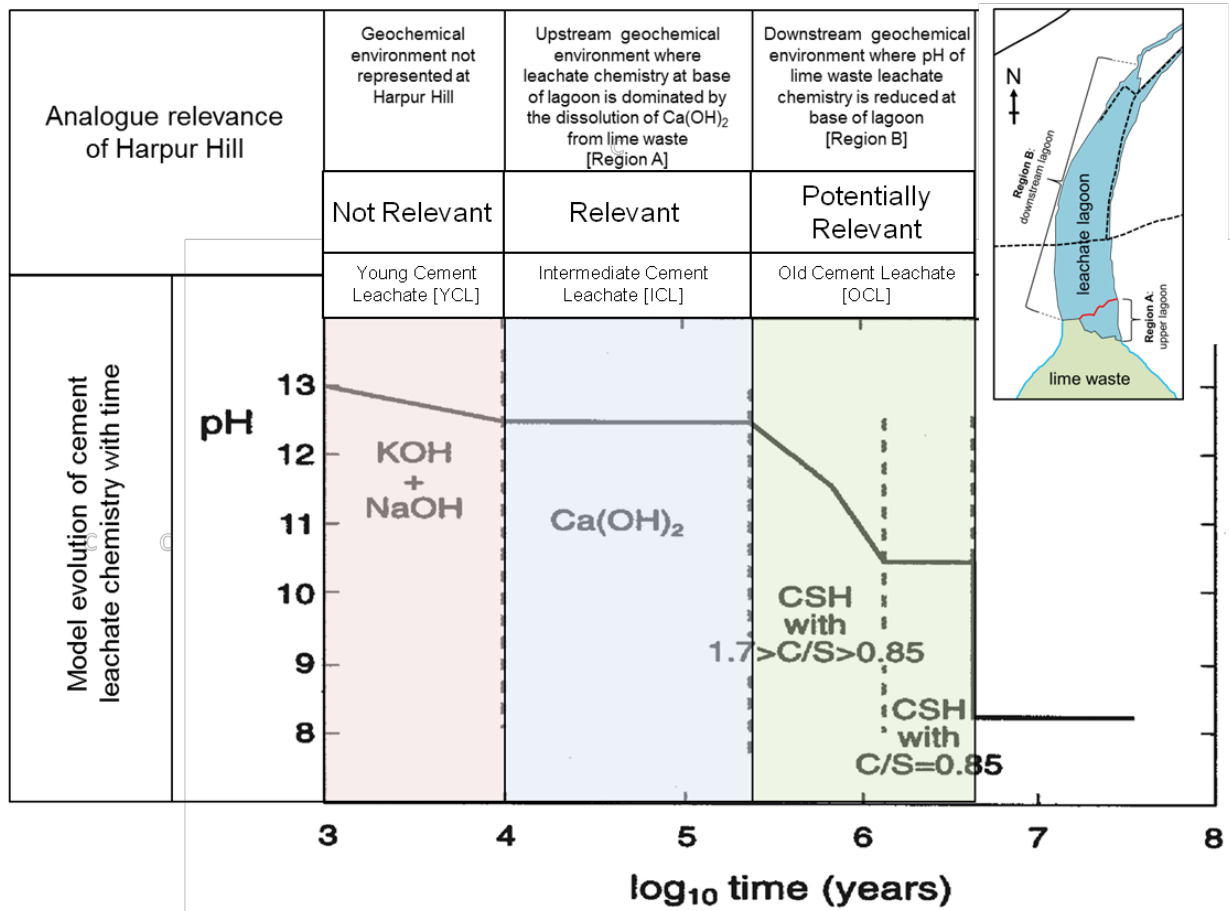 Analogue relevance
of Harpur Hill
Geochemical
environment not
represented at
Harpur Hill
Upstream geochemical
environment where
leachate chemistry at base
of lagoon is dominated by
the dissolution of Ca(OH)₂
from lime waste
[Region A]
Downstream geochemical
environment where pH of
lime waste leachate
chemistry is reduced at
base of lagoon
[Region B]
Not Relevant
Relevant
Potentially
Relevant
Young Cement
Leachate [YCL]
Intermediate Cement
Leachate [ICL]
Old Cement Leachate
[OCL]
N
Region B:
downstream lagoon
leachate lagoon
Region A:
upper lagoon
lime waste
Model evolution of cement
leachate chemistry with time
pH
13
12
11
10
9
8
KOH
+
NaOH
Ca(OH)₂
CSH
with
1.7>C/S>0.85
CSH
with
C/S=0.85
3 4 5 6 7 8
log₁₀ time (years)